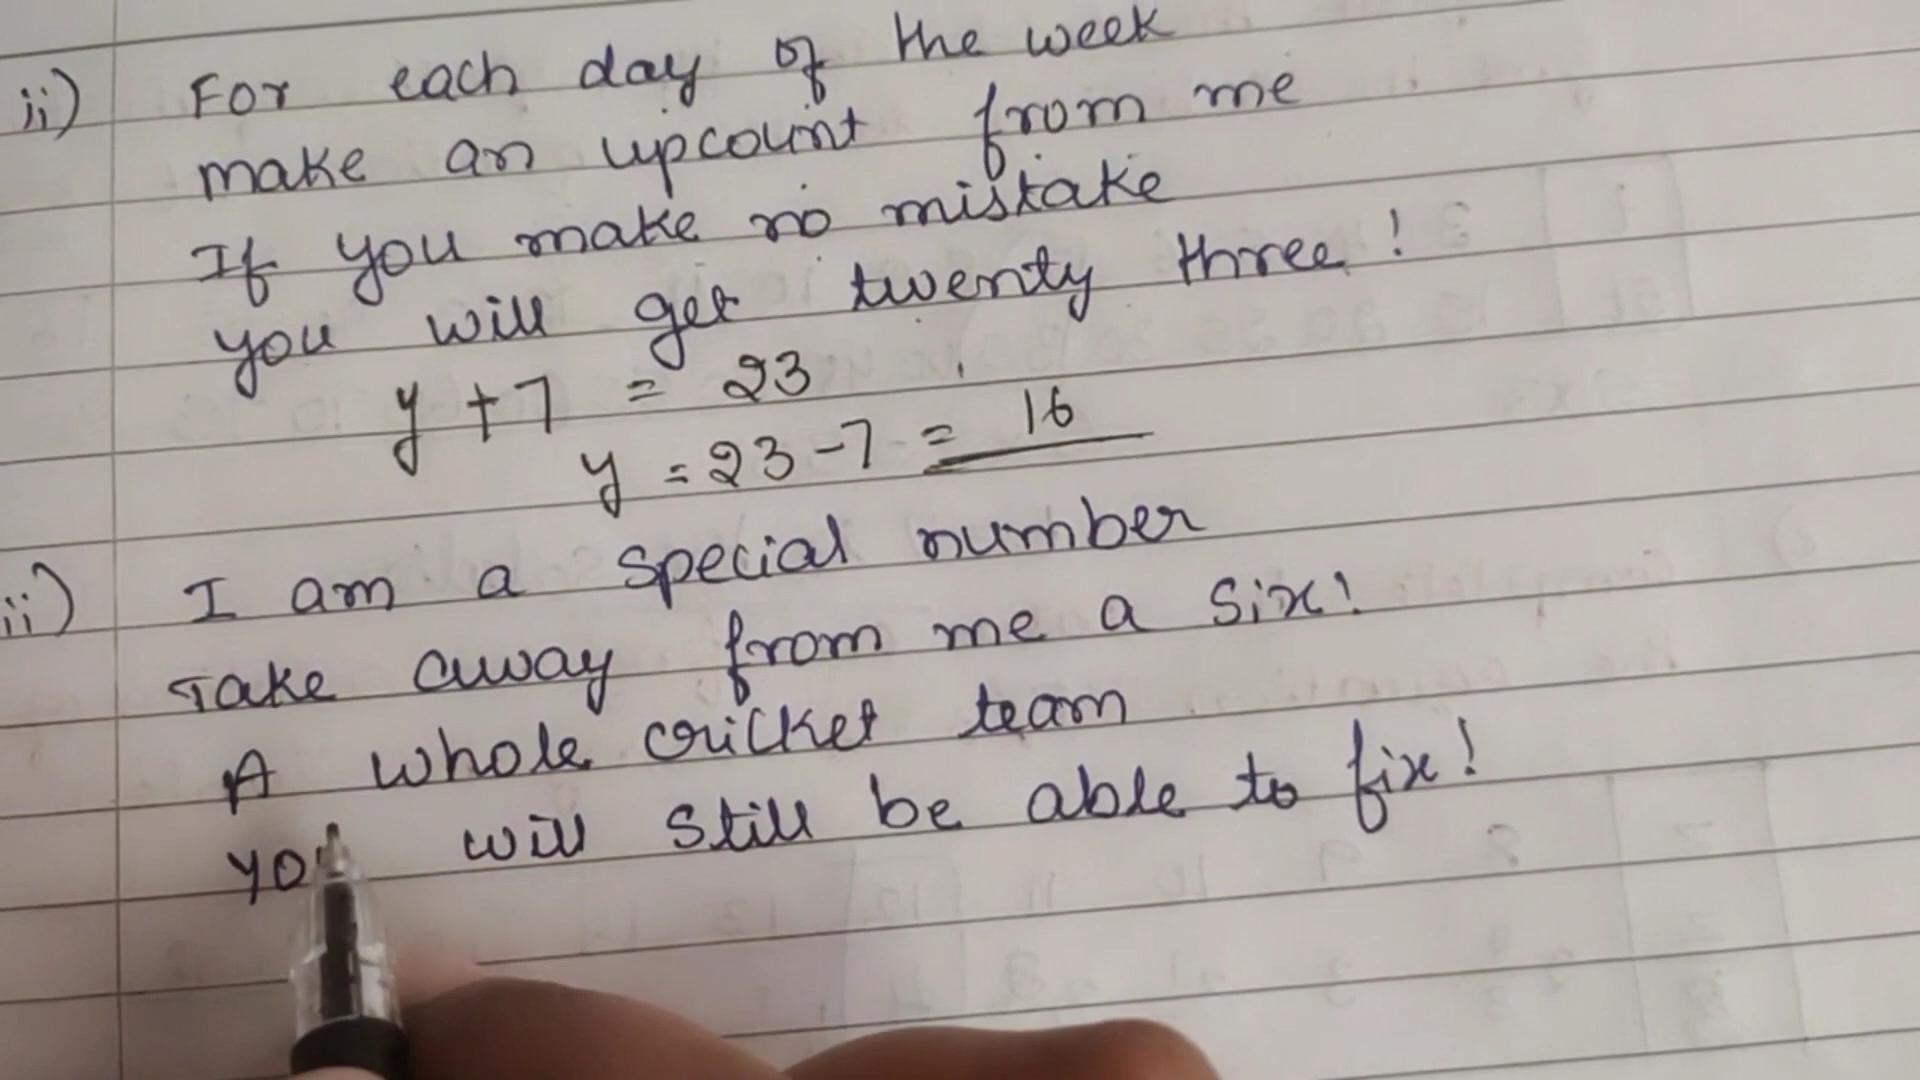 ii) For each day of the week
make an upcount from me
If you make no mistake
you will get twenty three!
y + 7 = 23
y = 23 - 7 = 16
ii) I am a special number
Take away from me a six!
A whole cricket team
you will still be able to fix!